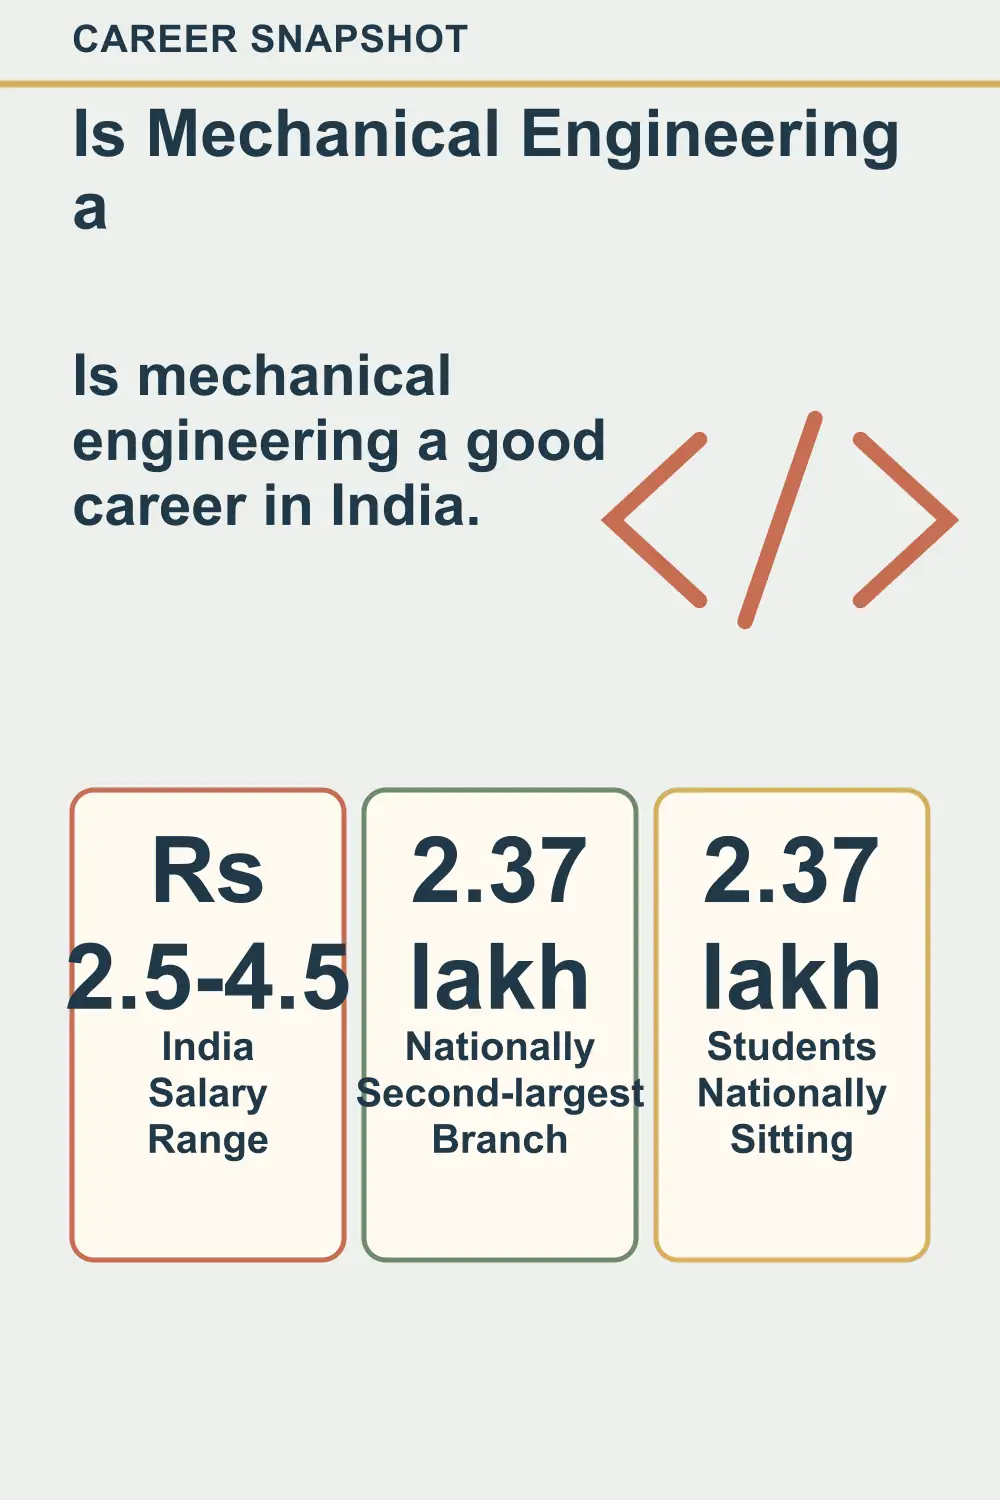 CAREER SNAPSHOT
Is Mechanical Engineering
a
Is mechanical
engineering a good
career in India.
Rs
2.5-4.5
India
Salary
Range
2.37
lakh
Nationally
Second-largest
Branch
2.37
lakh
Students
Nationally
Sitting